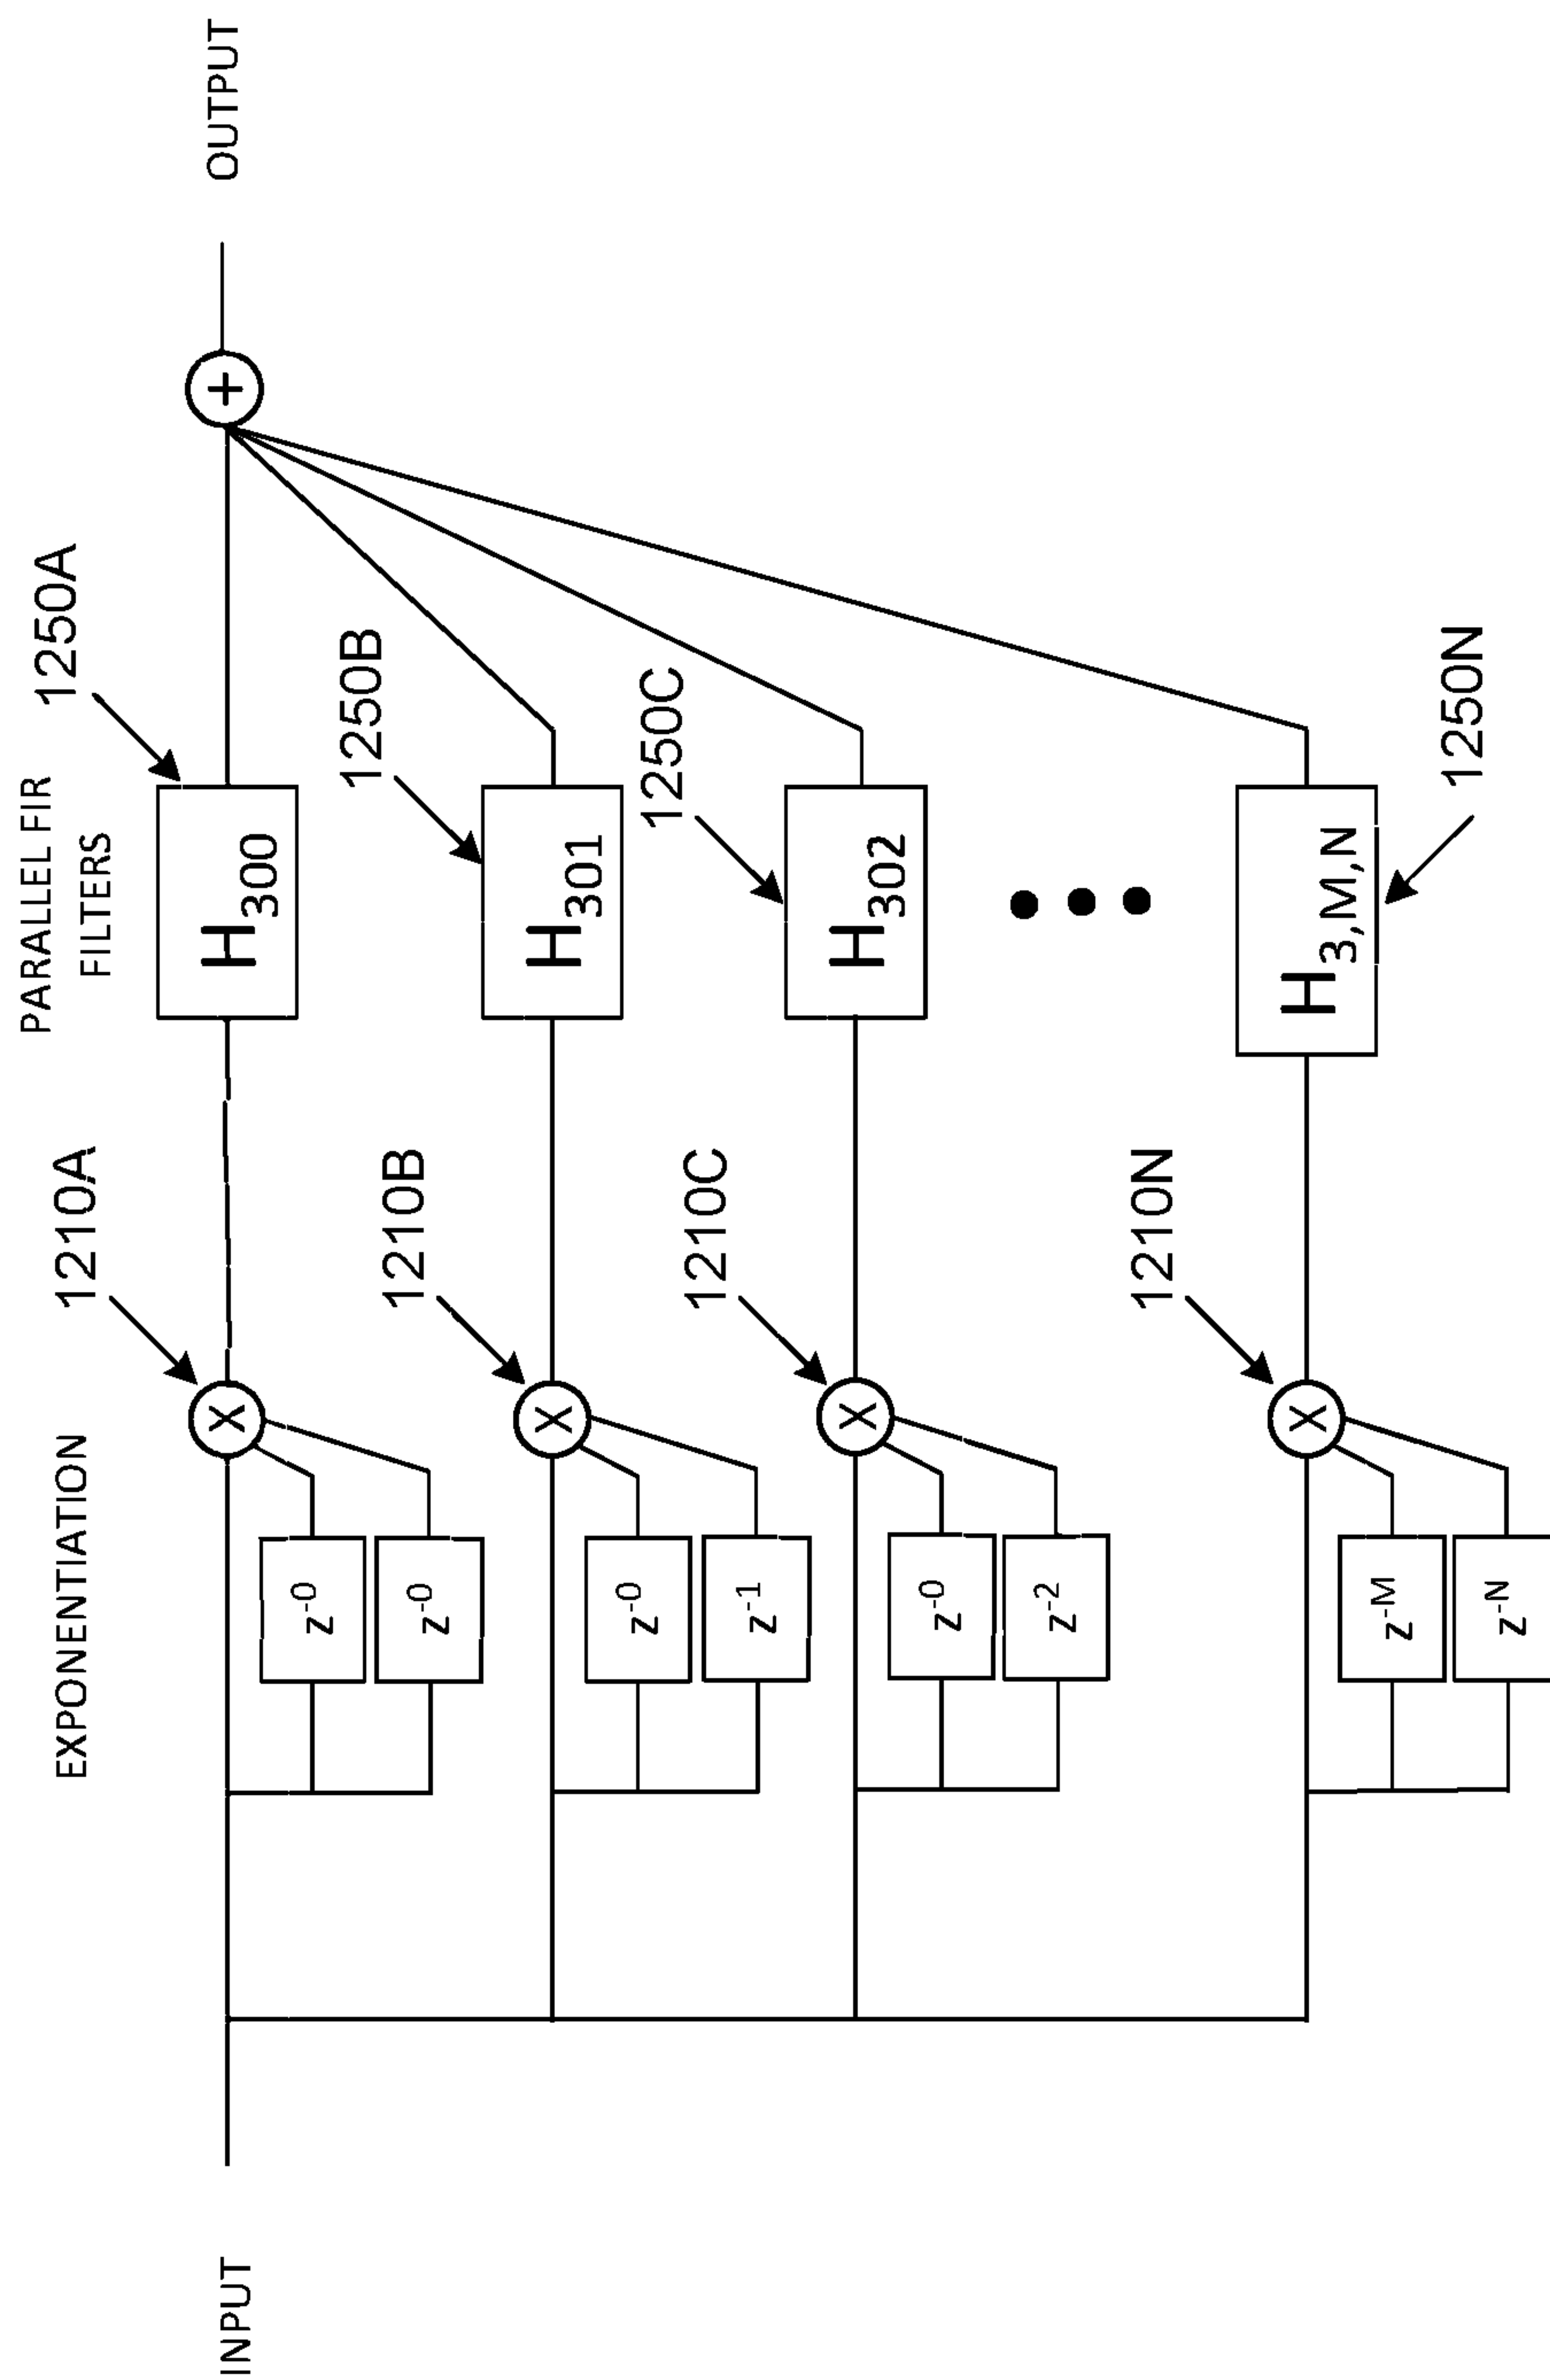 INPUT
EXPONENTIATION
PARALLEL FIR
FILTERS
OUTPUT
1210A
1250A
X
H300
+
z-0
z-0
1210B
1250B
X
H301
z-0
z-1
1210C
1250C
X
H302
z-0
z-2
1210N
X
H3,M,N
z-M
z-N
1250N